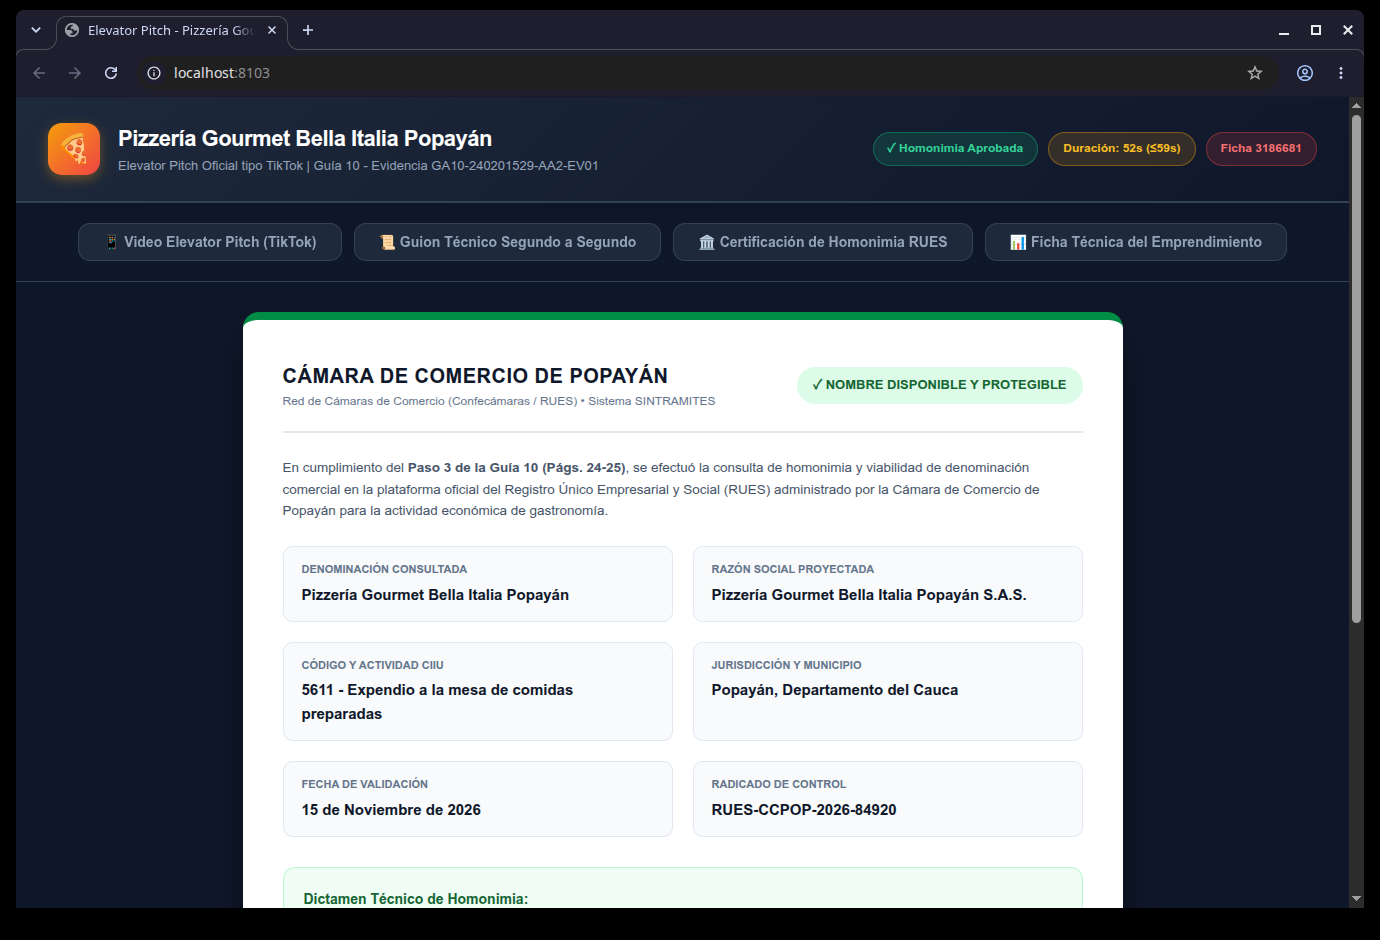 Elevator Pitch - Pizzería Gou
localhost:8103
Pizzería Gourmet Bella Italia Popayán
Elevator Pitch Oficial tipo TikTok | Guía 10 - Evidencia GA10-240201529-AA2-EV01
✓ Homonimia Aprobada
Duración: 52s (≤59s)
Ficha 3186681
Video Elevator Pitch (TikTok)
Guion Técnico Segundo a Segundo
Certificación de Homonimia RUES
Ficha Técnica del Emprendimiento
CÁMARA DE COMERCIO DE POPAYÁN
Red de Cámaras de Comercio (Confecámaras / RUES) • Sistema SINTRAMITES
✓ NOMBRE DISPONIBLE Y PROTEGIBLE
En cumplimiento del Paso 3 de la Guía 10 (Págs. 24-25), se efectuó la consulta de homonimia y viabilidad de denominación
comercial en la plataforma oficial del Registro Único Empresarial y Social (RUES) administrado por la Cámara de Comercio de
Popayán para la actividad económica de gastronomía.
DENOMINACIÓN CONSULTADA
Pizzería Gourmet Bella Italia Popayán
RAZÓN SOCIAL PROYECTADA
Pizzería Gourmet Bella Italia Popayán S.A.S.
CÓDIGO Y ACTIVIDAD CIIU
5611 - Expendio a la mesa de comidas
preparadas
JURISDICCIÓN Y MUNICIPIO
Popayán, Departamento del Cauca
FECHA DE VALIDACIÓN
15 de Noviembre de 2026
RADICADO DE CONTROL
RUES-CCPOP-2026-84920
Dictamen Técnico de Homonimia: